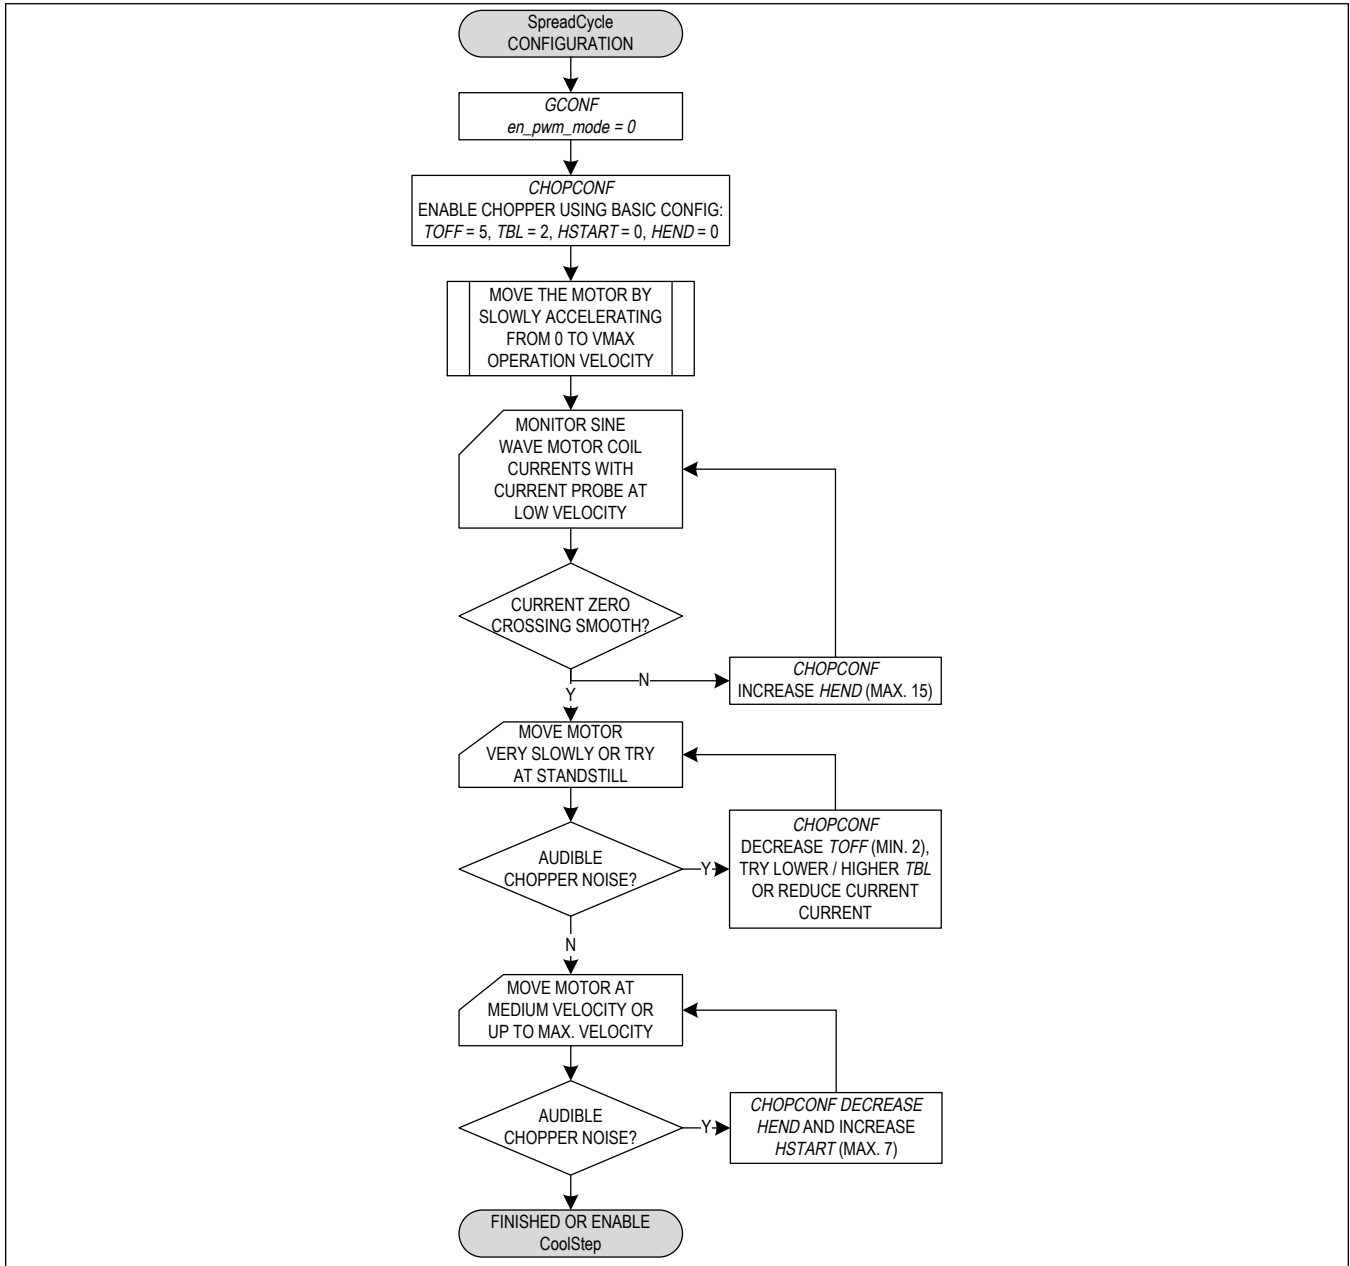 SpreadCycle
CONFIGURATION
GCONF
en_pwm_mode = 0
CHOPCONF
ENABLE CHOPPER USING BASIC CONFIG:
TOFF = 5, TBL = 2, HSTART = 0, HEND = 0
MOVE THE MOTOR BY
SLOWLY ACCELERATING
FROM 0 TO VMAX
OPERATION VELOCITY
MONITOR SINE
WAVE MOTOR COIL
CURRENTS WITH
CURRENT PROBE AT
LOW VELOCITY
CURRENT ZERO
CROSSING SMOOTH?
N
CHOPCONF
INCREASE HEND (MAX. 15)
Y
MOVE MOTOR
VERY SLOWLY OR TRY
AT STANDSTILL
AUDIBLE
CHOPPER NOISE?
Y
CHOPCONF
DECREASE TOFF (MIN. 2),
TRY LOWER / HIGHER TBL
OR REDUCE CURRENT
CURRENT
N
MOVE MOTOR AT
MEDIUM VELOCITY OR
UP TO MAX. VELOCITY
AUDIBLE
CHOPPER NOISE?
Y
CHOPCONF DECREASE
HEND AND INCREASE
HSTART (MAX. 7)
FINISHED OR ENABLE
CoolStep